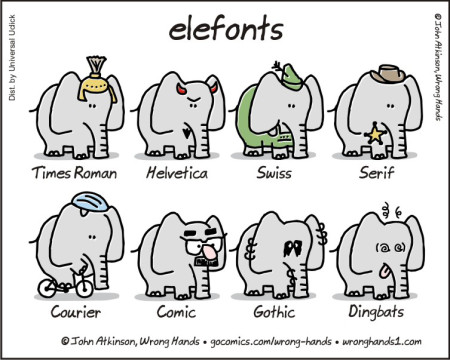 elefonts
Dist. by Universal Uclick
© John Atkinson, Wrong Hands
Times Roman
Helvetica
Swiss
Serif
Courier
Comic
Gothic
Dingbats
© John Atkinson, Wrong Hands • gocomics.com/wrong-hands • wronghands1.com